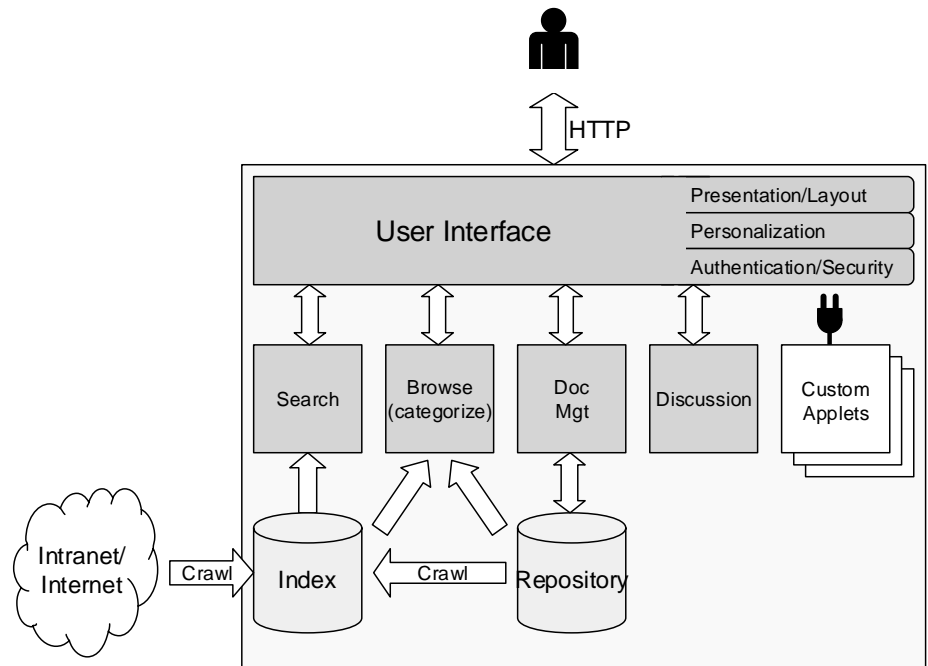 HTTP
User Interface
Presentation/Layout
Personalization
Authentication/Security
Search
Browse
(categorize)
Doc
Mgt
Discussion
Custom
Applets
Intranet/
Internet
Crawl
Index
Crawl
Repository